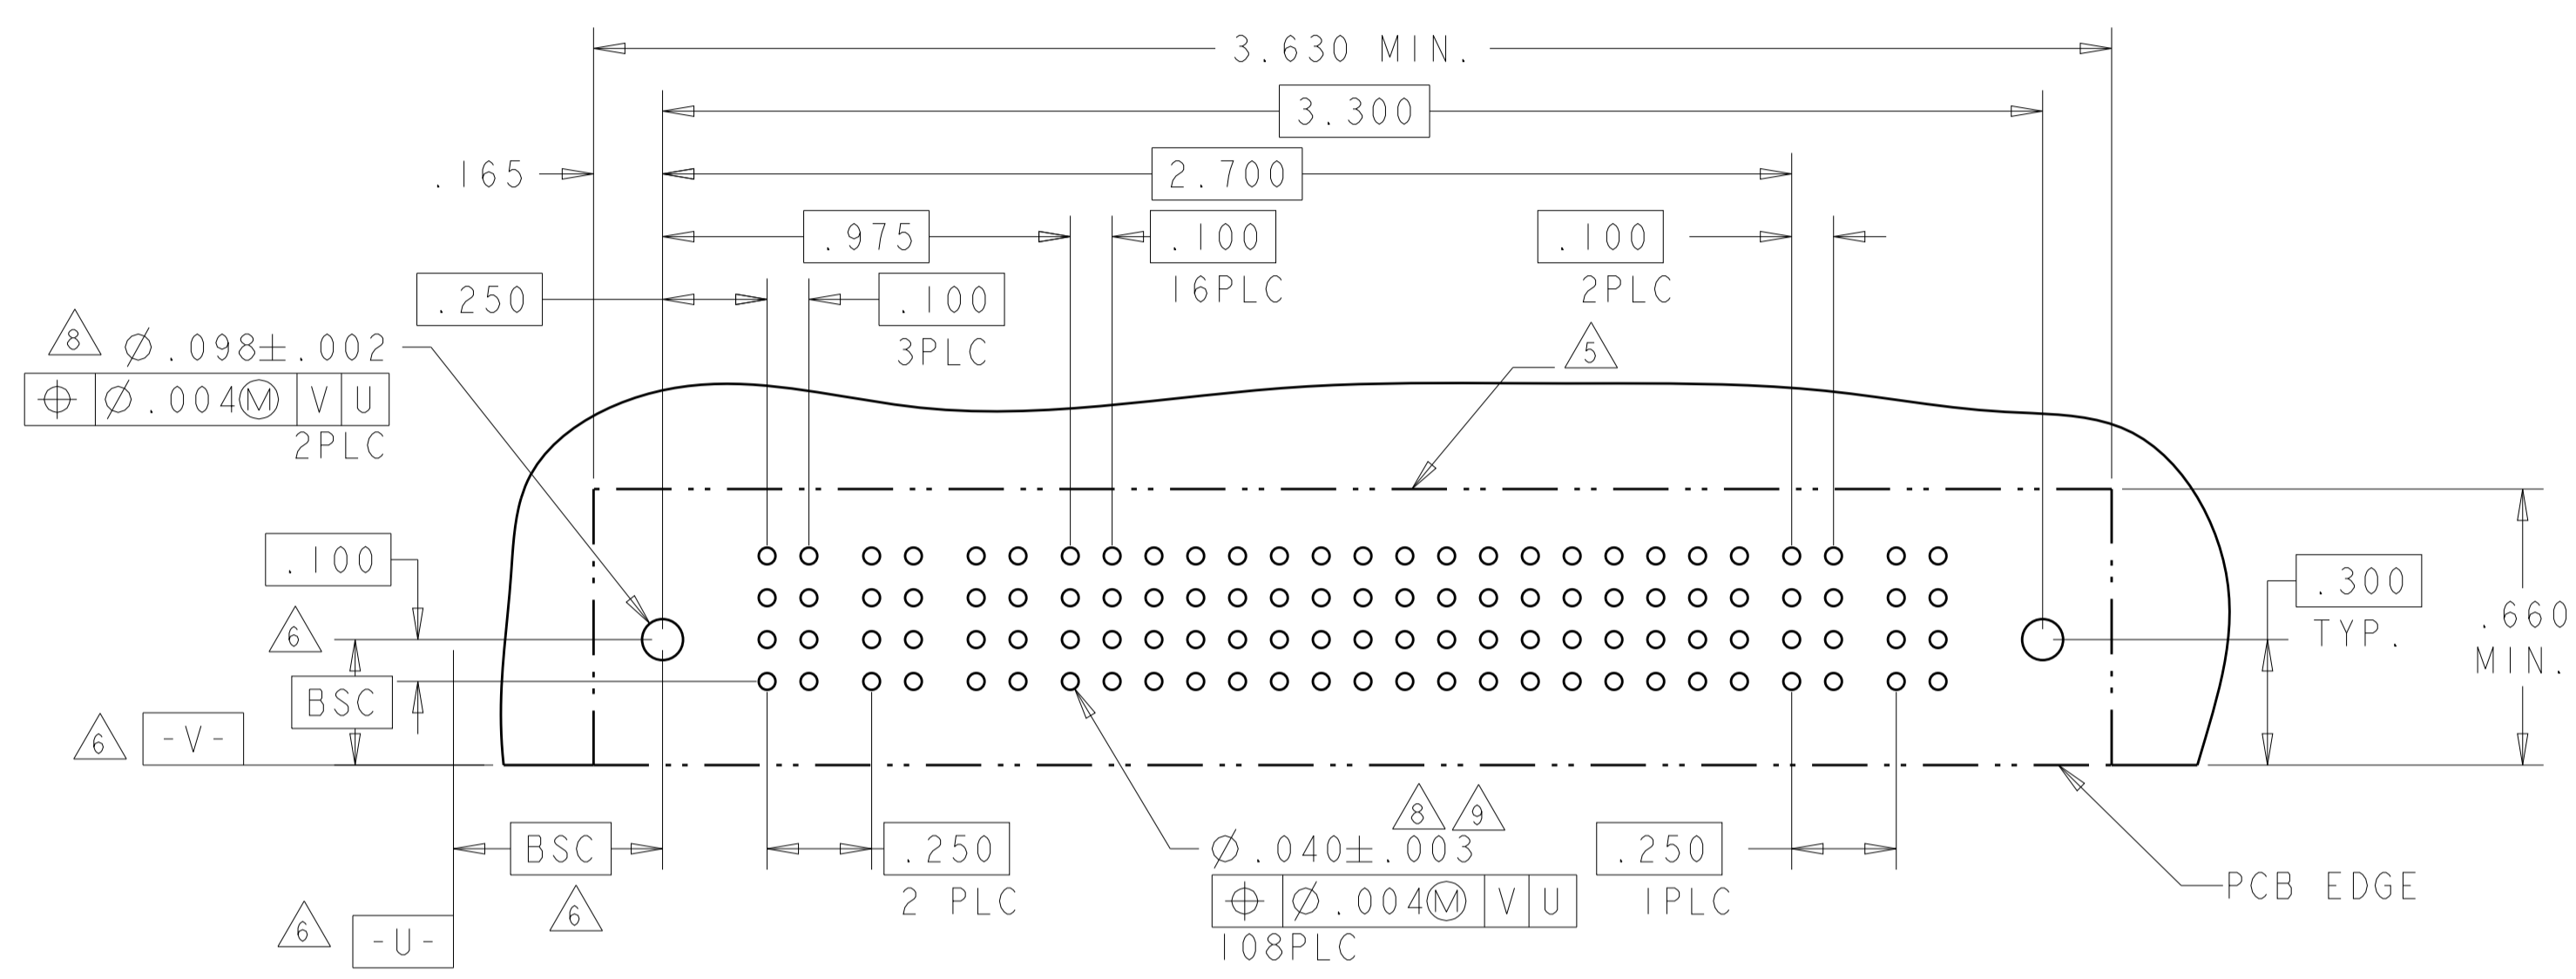 3.630 MIN.
3.300
.165
2.700
.975
.100
16PLC
.100
2PLC
.250
.100
3PLC
8 Ø.098±.002
⌖ Ø.004Ⓜ V U
2PLC
5
.100
6
BSC
6 -V-
.300
TYP.
.660
MIN.
BSC
6
6 -U-
.250
2 PLC
8 9
Ø.040±.003
⌖ Ø.004Ⓜ V U
108PLC
.250
1PLC
PCB EDGE